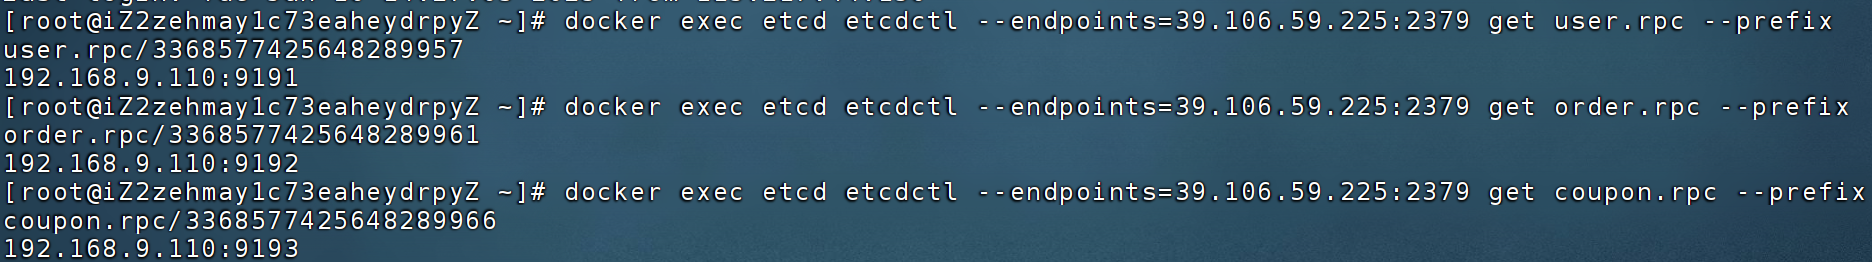 [root@iZ2zehmay1c73eaheydrpyZ ~]# docker exec etcd etcdctl --endpoints=39.106.59.225:2379 get user.rpc --prefix
user.rpc/3368577425648289957
192.168.9.110:9191
[root@iZ2zehmay1c73eaheydrpyZ ~]# docker exec etcd etcdctl --endpoints=39.106.59.225:2379 get order.rpc --prefix
order.rpc/3368577425648289961
192.168.9.110:9192
[root@iZ2zehmay1c73eaheydrpyZ ~]# docker exec etcd etcdctl --endpoints=39.106.59.225:2379 get coupon.rpc --prefix
coupon.rpc/3368577425648289966
192.168.9.110:9193